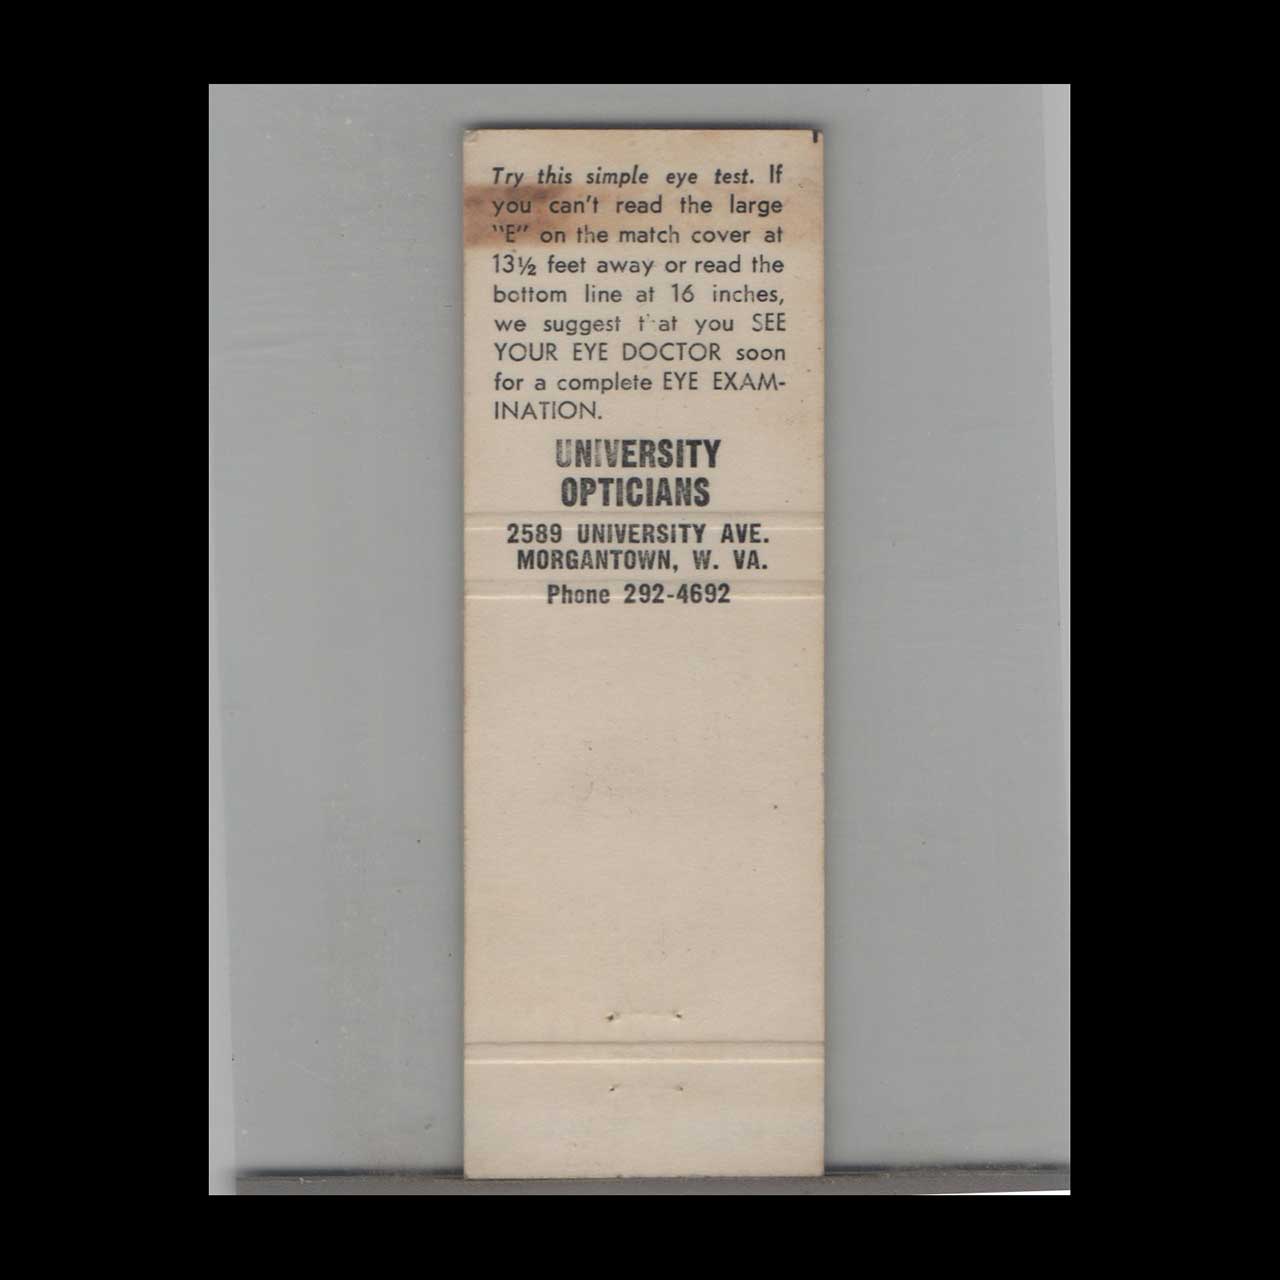 Try this simple eye test. If
you can't read the large
"E" on the match cover at
13½ feet away or read the
bottom line at 16 inches,
we suggest that you SEE
YOUR EYE DOCTOR soon
for a complete EYE EXAM-
INATION.
UNIVERSITY
OPTICIANS
2589 UNIVERSITY AVE.
MORGANTOWN, W. VA.
Phone 292-4692